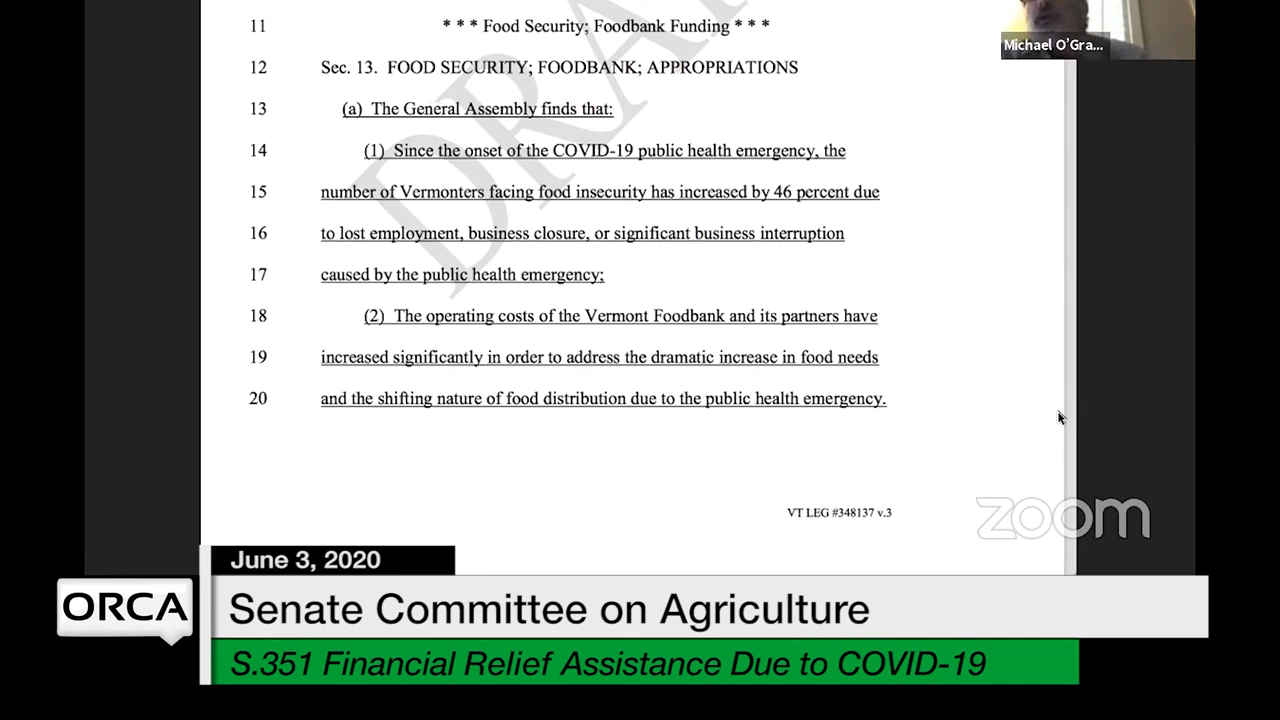 11 * * * Food Security; Foodbank Funding * * *
Michael O'Gra...
12 Sec. 13. FOOD SECURITY; FOODBANK; APPROPRIATIONS
13 (a) The General Assembly finds that:
14 (1) Since the onset of the COVID-19 public health emergency, the
15 number of Vermonters facing food insecurity has increased by 46 percent due
16 to lost employment, business closure, or significant business interruption
17 caused by the public health emergency;
18 (2) The operating costs of the Vermont Foodbank and its partners have
19 increased significantly in order to address the dramatic increase in food needs
20 and the shifting nature of food distribution due to the public health emergency.
VT LEG #348137 v.3
zoom
June 3, 2020
ORCA
Senate Committee on Agriculture
S.351 Financial Relief Assistance Due to COVID-19